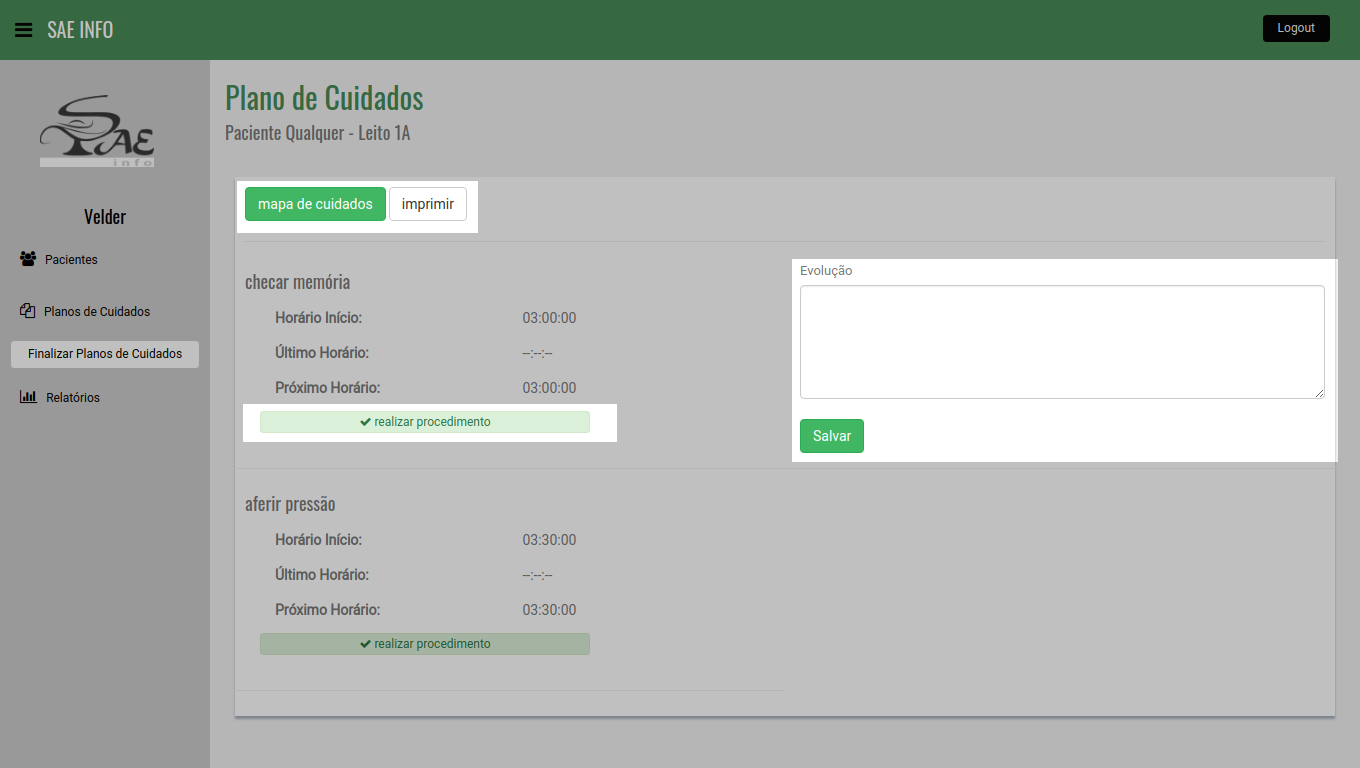 SAE INFO
Logout
SAE
info
Velder
Pacientes
Planos de Cuidados
Finalizar Planos de Cuidados
Relatórios
Plano de Cuidados
Paciente Qualquer - Leito 1A
mapa de cuidados imprimir
checar memória
Horário Início: 03:00:00
Último Horário: --:--:--
Próximo Horário: 03:00:00
realizar procedimento
Evolução
Salvar
aferir pressão
Horário Início: 03:30:00
Último Horário: --:--:--
Próximo Horário: 03:30:00
realizar procedimento